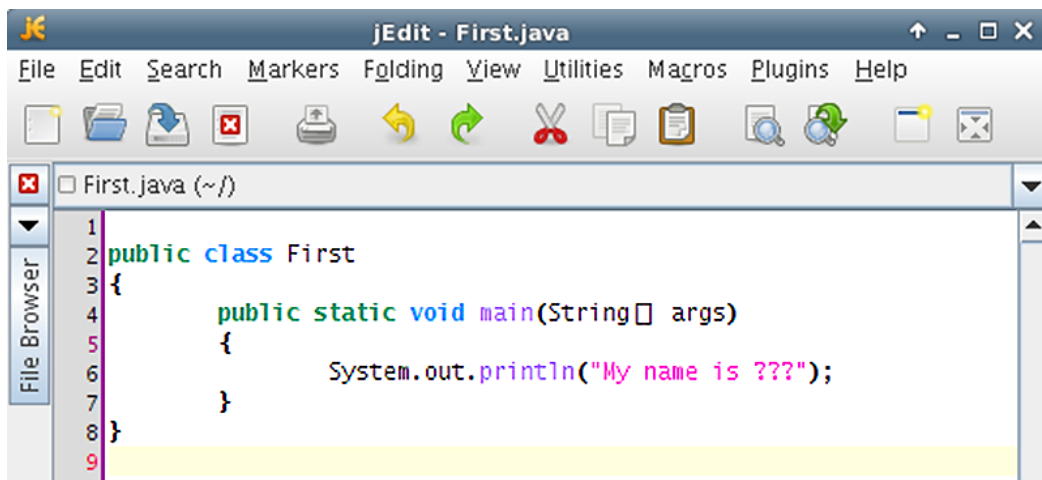 jEdit - First.java
File Edit Search Markers Folding View Utilities Macros Plugins Help
First.java (~/)
File Browser
1
2 public class First
3 {
4 public static void main(String[] args)
5 {
6 System.out.println("My name is ???");
7 }
8 }
9